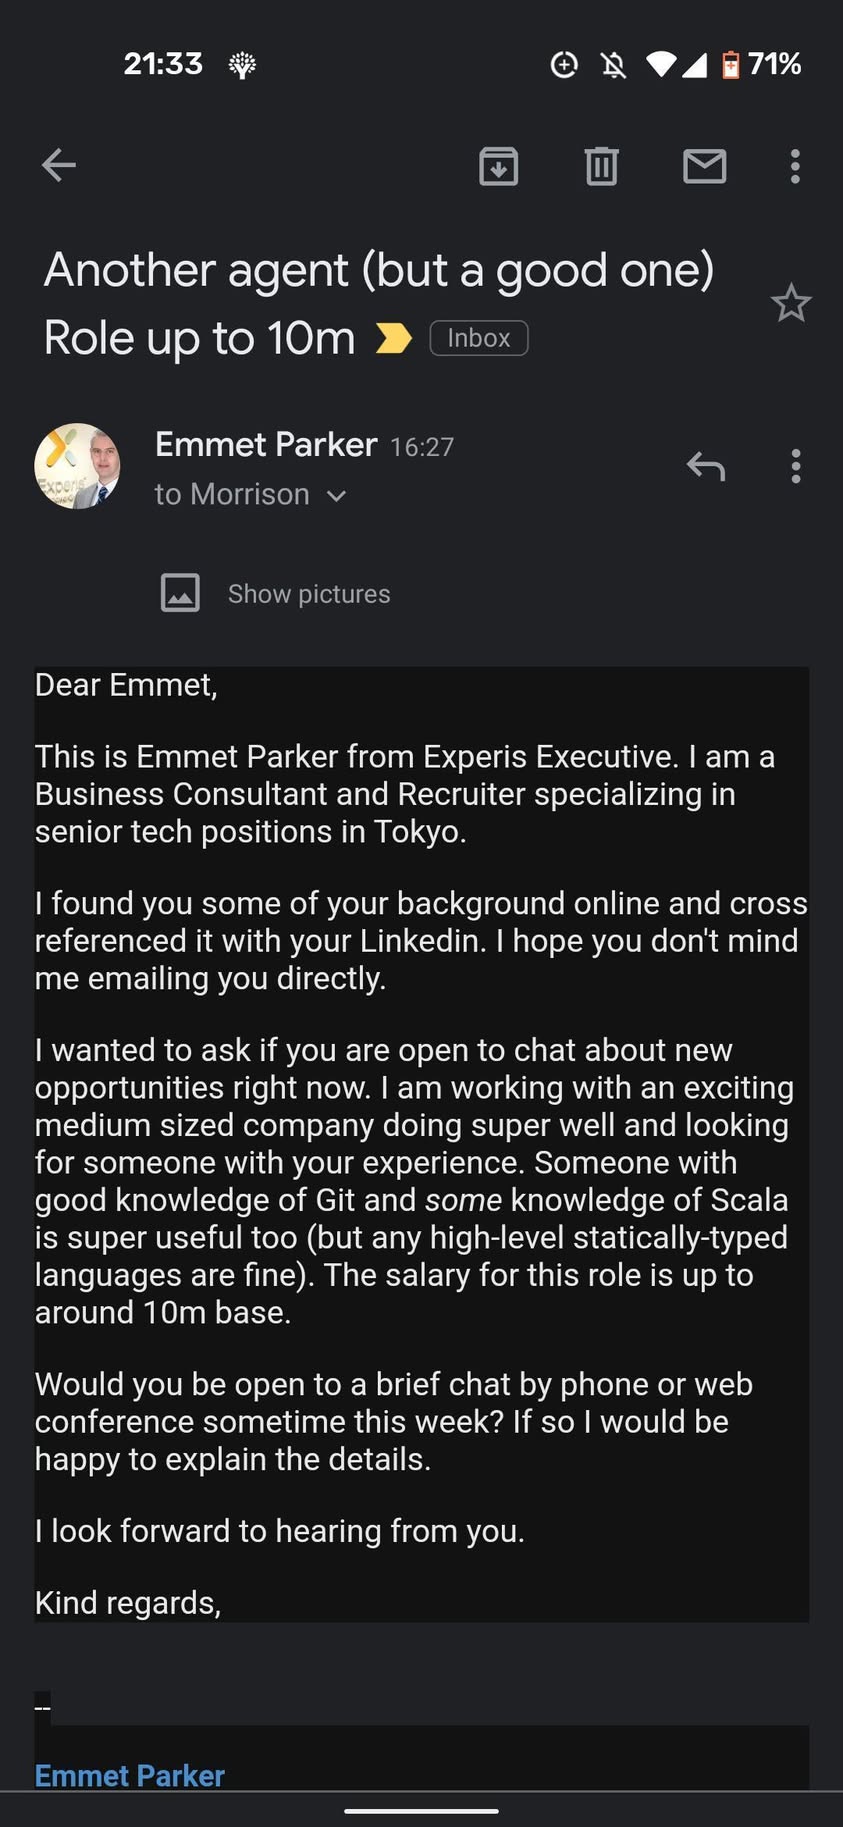 21:33
71%
Another agent (but a good one)
Role up to 10m Inbox
Emmet Parker 16:27
to Morrison
Experis
Show pictures
Dear Emmet,
This is Emmet Parker from Experis Executive. I am a
Business Consultant and Recruiter specializing in
senior tech positions in Tokyo.
I found you some of your background online and cross
referenced it with your Linkedin. I hope you don't mind
me emailing you directly.
I wanted to ask if you are open to chat about new
opportunities right now. I am working with an exciting
medium sized company doing super well and looking
for someone with your experience. Someone with
good knowledge of Git and some knowledge of Scala
is super useful too (but any high-level statically-typed
languages are fine). The salary for this role is up to
around 10m base.
Would you be open to a brief chat by phone or web
conference sometime this week? If so I would be
happy to explain the details.
I look forward to hearing from you.
Kind regards,
--
Emmet Parker